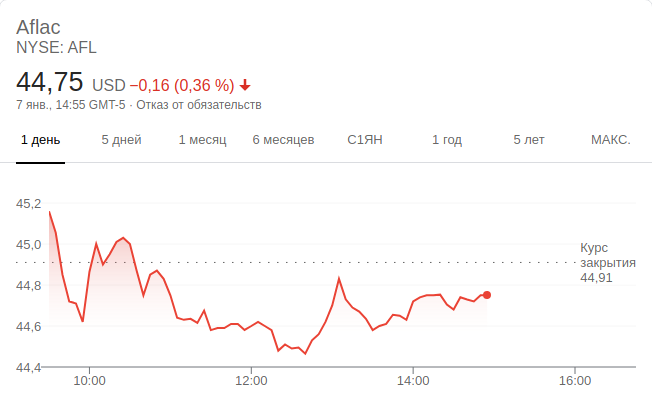 Aflac
NYSE: AFL
44,75 USD −0,16 (0,36 %)
7 янв., 14:55 GMT-5 · Отказ от обязательств
1 день 5 дней 1 месяц 6 месяцев С1ЯН 1 год 5 лет МАКС.
45,2
45,0
44,8
44,6
44,4
Курс
закрытия
44,91
10:00 12:00 14:00 16:00